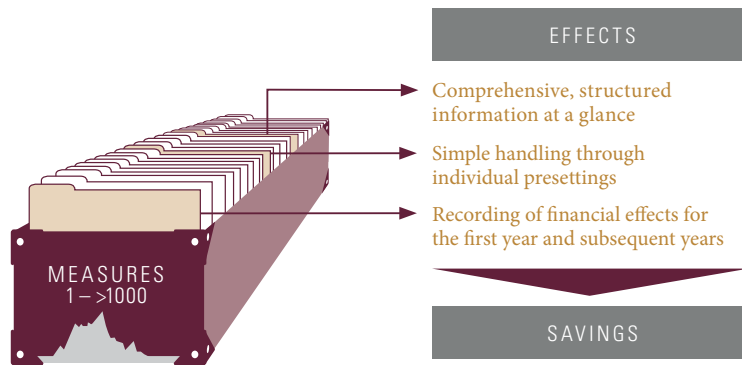 EFFECTS
Comprehensive, structured
information at a glance
Simple handling through
individual presettings
Recording of financial effects for
the first year and subsequent years
MEASURES
1 – >1000
SAVINGS